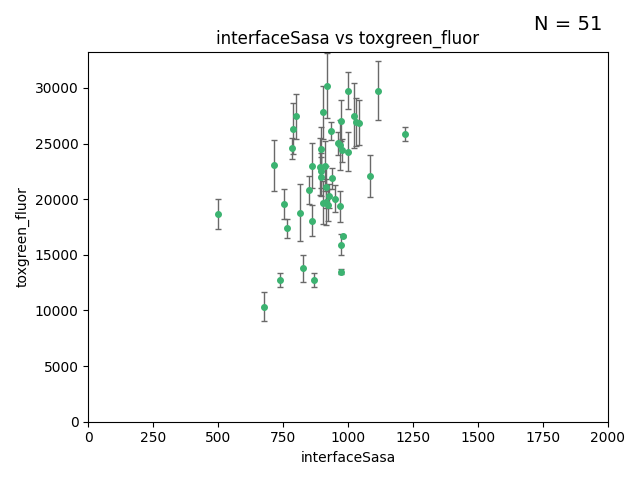 N = 51
interfaceSasa vs toxgreen_fluor
30000
25000
20000
15000
10000
5000
0
toxgreen_fluor
0 250 500 750 1000 1250 1500 1750 2000
interfaceSasa